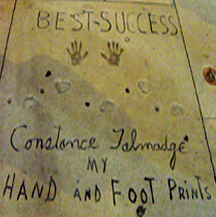 BEST-SUCCESS
Constance Talmadge
MY
HAND AND FOOT PRINTS